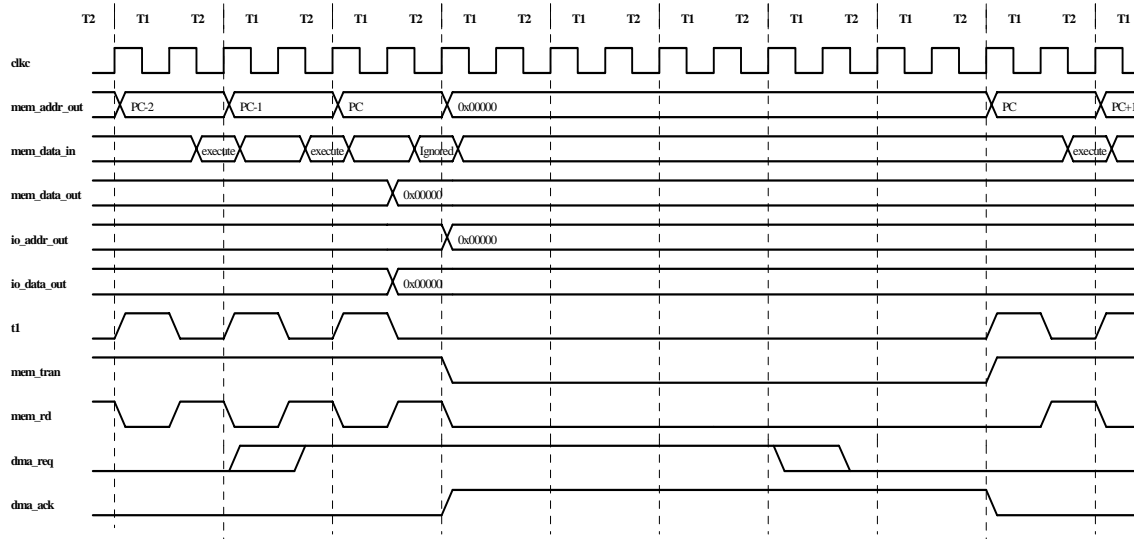 T2 T1 T2 T1 T2 T1 T2 T1 T2 T1 T2 T1 T2 T1 T2 T1 T2 T1 T2 T1
clkc
mem_addr_out PC-2 PC-1 PC 0x00000 PC PC+1
mem_data_in execute execute Ignored execute
mem_data_out 0x00000
io_addr_out 0x00000
io_data_out 0x00000
t1
mem_tran
mem_rd
dma_req
dma_ack